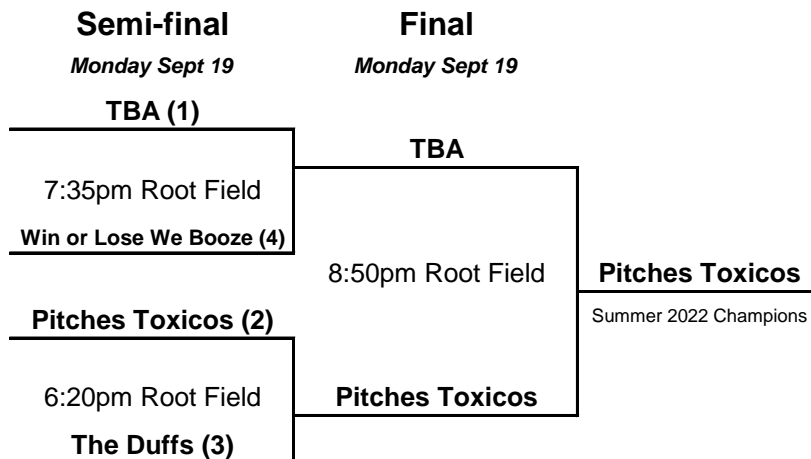 Semi-final
Final
Monday Sept 19
Monday Sept 19
TBA (1)
TBA
7:35pm Root Field
Win or Lose We Booze (4)
8:50pm Root Field
Pitches Toxicos
Summer 2022 Champions
Pitches Toxicos (2)
6:20pm Root Field
Pitches Toxicos
The Duffs (3)